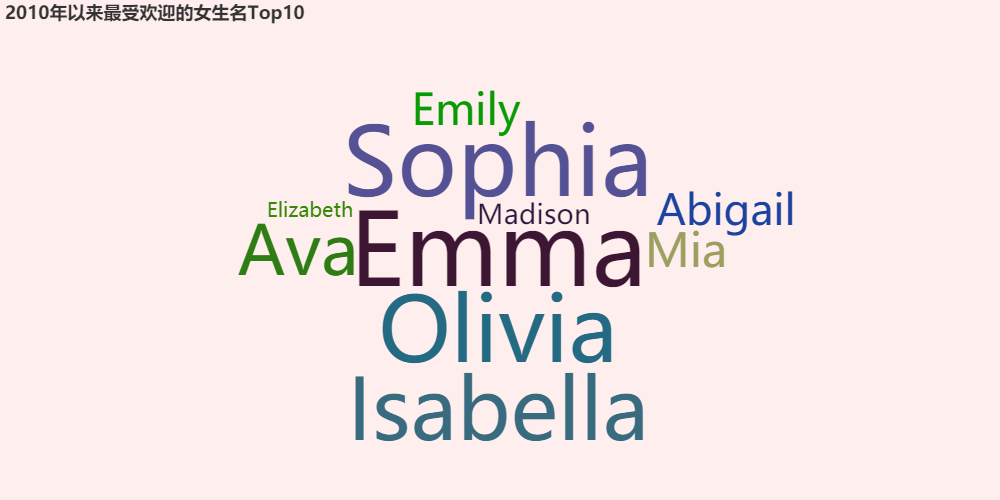 2010年以来最受欢迎的女生名Top10
Emily
Sophia
Elizabeth
Madison
Abigail
Ava
Emma
Mia
Olivia
Isabella